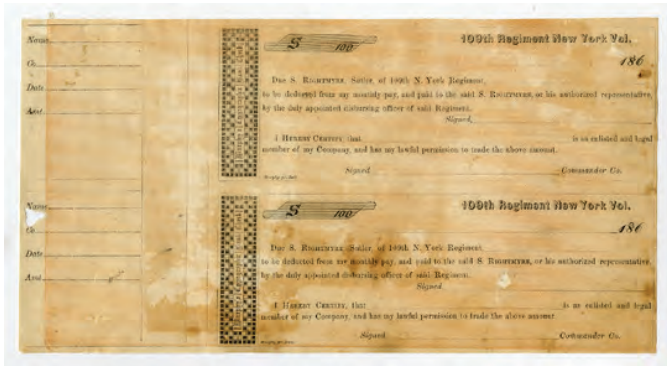 Name
Co
Date
Amt
$ 100
109th Regiment New York Vol.
186
Due S. RIGHTMYER, Sutler, of 109th N. York Regiment,
to be deducted from my monthly pay, and paid to the said S. RIGHTMYER, or his authorized representative,
by the duly appointed disbursing officer of said Regiment.
Signed,
I HEREBY CERTIFY, that is an enlisted and legal
member of my Company, and has my lawful permission to trade the above amount.
Signed Commander Co.
Name
Co
Date
Amt
$ 100
109th Regiment New York Vol.
186
Due S. RIGHTMYER, Sutler, of 109th N. York Regiment,
to be deducted from my monthly pay, and paid to the said S. RIGHTMYER, or his authorized representative,
by the duly appointed disbursing officer of said Regiment.
Signed
I HEREBY CERTIFY, that is an enlisted and legal
member of my Company, and has my lawful permission to trade the above amount.
Signed Commander Co.